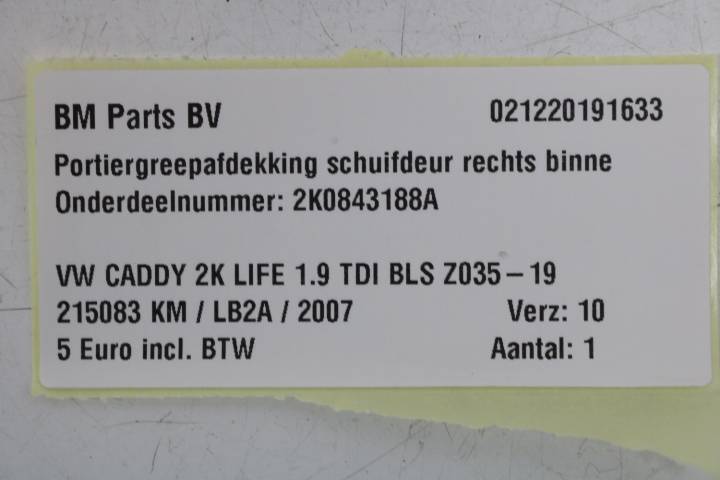 BM Parts BV 021220191633
Portiergreepafdekking schuifdeur rechts binne
Onderdeelnummer: 2K0843188A
VW CADDY 2K LIFE 1.9 TDI BLS Z035-19
215083 KM / LB2A / 2007 Verz: 10
5 Euro incl. BTW Aantal: 1